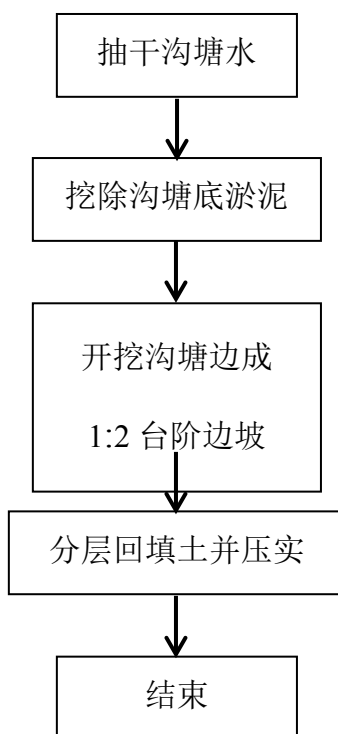 抽干沟塘水
挖除沟塘底淤泥
开挖沟塘边成
1:2 台阶边坡
分层回填土并压实
结束